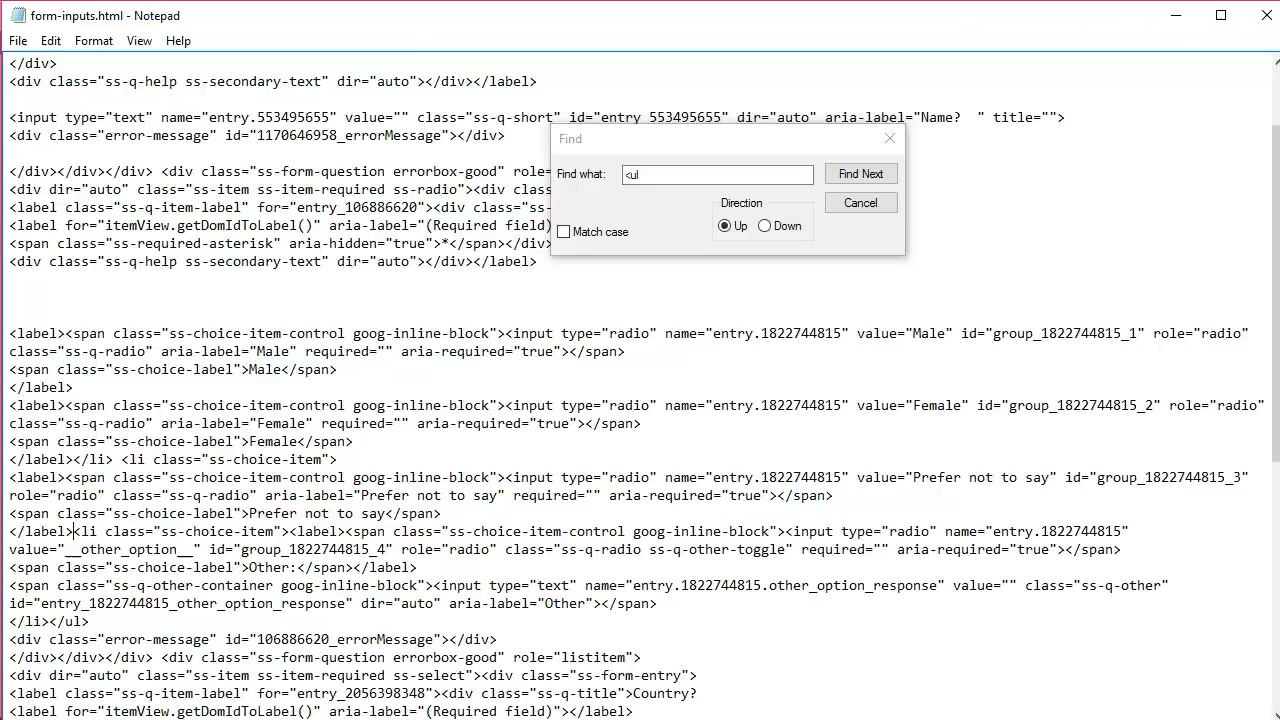 form-inputs.html - Notepad
File Edit Format View Help
</div>
<div class="ss-q-help ss-secondary-text" dir="auto"></div></label>
<input type="text" name="entry.553495655" value="" class="ss-q-short" id="entry_553495655" dir="auto" aria-label="Name?  " title="">
<div class="error-message" id="1170646958_errorMessage"></div>
</div></div></div> <div class="ss-form-question errorbox-good" role=
<div dir="auto" class="ss-item ss-item-required ss-radio"><div class=
<label class="ss-q-item-label" for="entry_106886620"><div class="ss-
<label for="itemView.getDomIdToLabel()" aria-label="(Required field)
<span class="ss-required-asterisk" aria-hidden="true">*</span></div>
<div class="ss-q-help ss-secondary-text" dir="auto"></div></label>
Find
Find what: <ul Find Next
Direction Cancel
Match case Up Down
<label><span class="ss-choice-item-control goog-inline-block"><input type="radio" name="entry.1822744815" value="Male" id="group_1822744815_1" role="radio"
class="ss-q-radio" aria-label="Male" required="" aria-required="true"></span>
<span class="ss-choice-label">Male</span>
</label>
<label><span class="ss-choice-item-control goog-inline-block"><input type="radio" name="entry.1822744815" value="Female" id="group_1822744815_2" role="radio"
class="ss-q-radio" aria-label="Female" required="" aria-required="true"></span>
<span class="ss-choice-label">Female</span>
</label></li> <li class="ss-choice-item">
<label><span class="ss-choice-item-control goog-inline-block"><input type="radio" name="entry.1822744815" value="Prefer not to say" id="group_1822744815_3"
role="radio" class="ss-q-radio" aria-label="Prefer not to say" required="" aria-required="true"></span>
<span class="ss-choice-label">Prefer not to say</span>
</label><li class="ss-choice-item"><label><span class="ss-choice-item-control goog-inline-block"><input type="radio" name="entry.1822744815"
value="__other_option__" id="group_1822744815_4" role="radio" class="ss-q-radio ss-q-other-toggle" required="" aria-required="true"></span>
<span class="ss-choice-label">Other:</span></label>
<span class="ss-q-other-container goog-inline-block"><input type="text" name="entry.1822744815.other_option_response" value="" class="ss-q-other"
id="entry_1822744815_other_option_response" dir="auto" aria-label="Other"></span>
</li></ul>
<div class="error-message" id="106886620_errorMessage"></div>
</div></div></div> <div class="ss-form-question errorbox-good" role="listitem">
<div dir="auto" class="ss-item ss-item-required ss-select"><div class="ss-form-entry">
<label class="ss-q-item-label" for="entry_2056398348"><div class="ss-q-title">Country?
<label for="itemView.getDomIdToLabel()" aria-label="(Required field)"></label>